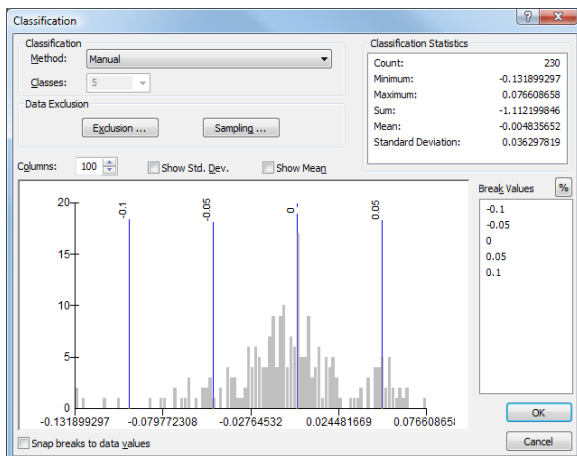 Classification
Classification
Method: Manual
Classes: 5
Data Exclusion
Exclusion ... Sampling ...
Classification Statistics
Count: 230
Minimum: -0.131899297
Maximum: 0.076608658
Sum: -1.112199846
Mean: -0.004835652
Standard Deviation: 0.036297819
Columns: 100 Show Std. Dev. Show Mean
Break Values %
-0.1
-0.05
0
0.05
0.1
-0.1 -0.05 0 0.05
20
15
10
5
0
-0.131899297 -0.079772308 -0.02764532 0.024481669 0.076608658
Snap breaks to data values
OK
Cancel